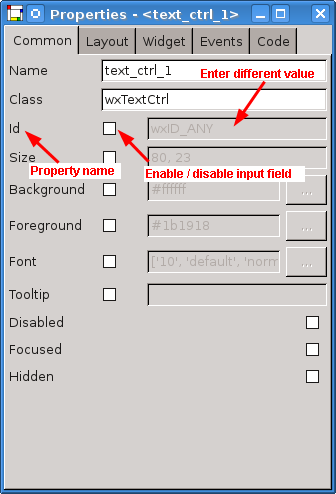 Properties - <text_ctrl_1>
Common Layout Widget Events Code
Name text_ctrl_1
Enter different value
Class wxTextCtrl
Id wxID_ANY
Size 80, 23
Property name
Enable / disable input field
Background #ffffff ...
Foreground #1b1918 ...
Font ['10', 'default', 'norm ...
Tooltip
Disabled
Focused
Hidden